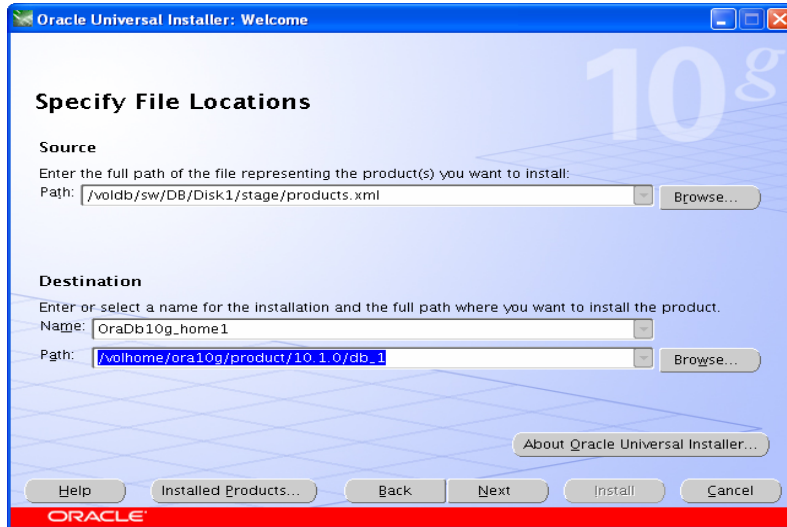 Oracle Universal Installer: Welcome
10g
Specify File Locations
Source
Enter the full path of the file representing the product(s) you want to install:
Path: /voldb/sw/DB/Disk1/stage/products.xml Browse...
Destination
Enter or select a name for the installation and the full path where you want to install the product.
Name: OraDb10g_home1
Path: /volhome/ora10g/product/10.1.0/db_1 Browse...
About Oracle Universal Installer...
Help Installed Products... Back Next Install Cancel
ORACLE